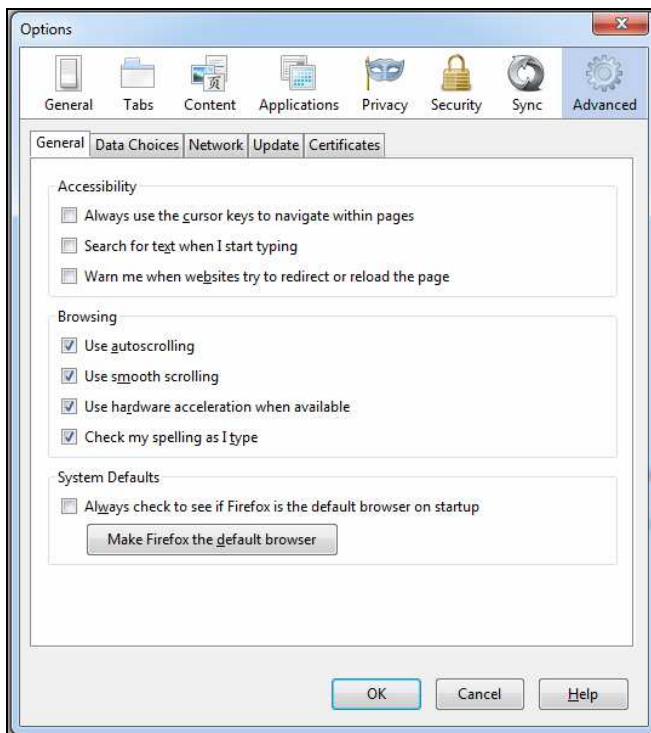 Options
General Tabs Content Applications Privacy Security Sync Advanced
General Data Choices Network Update Certificates
Accessibility
Always use the cursor keys to navigate within pages
Search for text when I start typing
Warn me when websites try to redirect or reload the page
Browsing
Use autoscrolling
Use smooth scrolling
Use hardware acceleration when available
Check my spelling as I type
System Defaults
Always check to see if Firefox is the default browser on startup
Make Firefox the default browser
OK Cancel Help